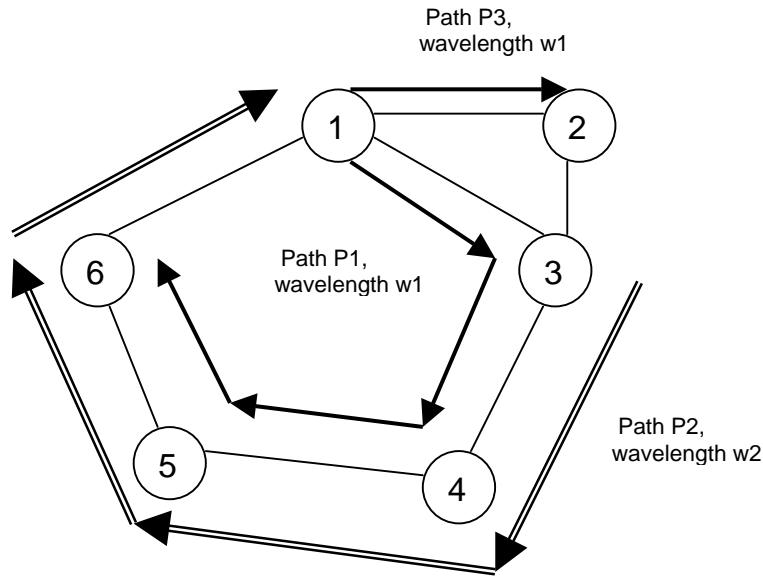 Path P3,
wavelength w1
1
2
6
Path P1,
wavelength w1
3
Path P2,
wavelength w2
5
4